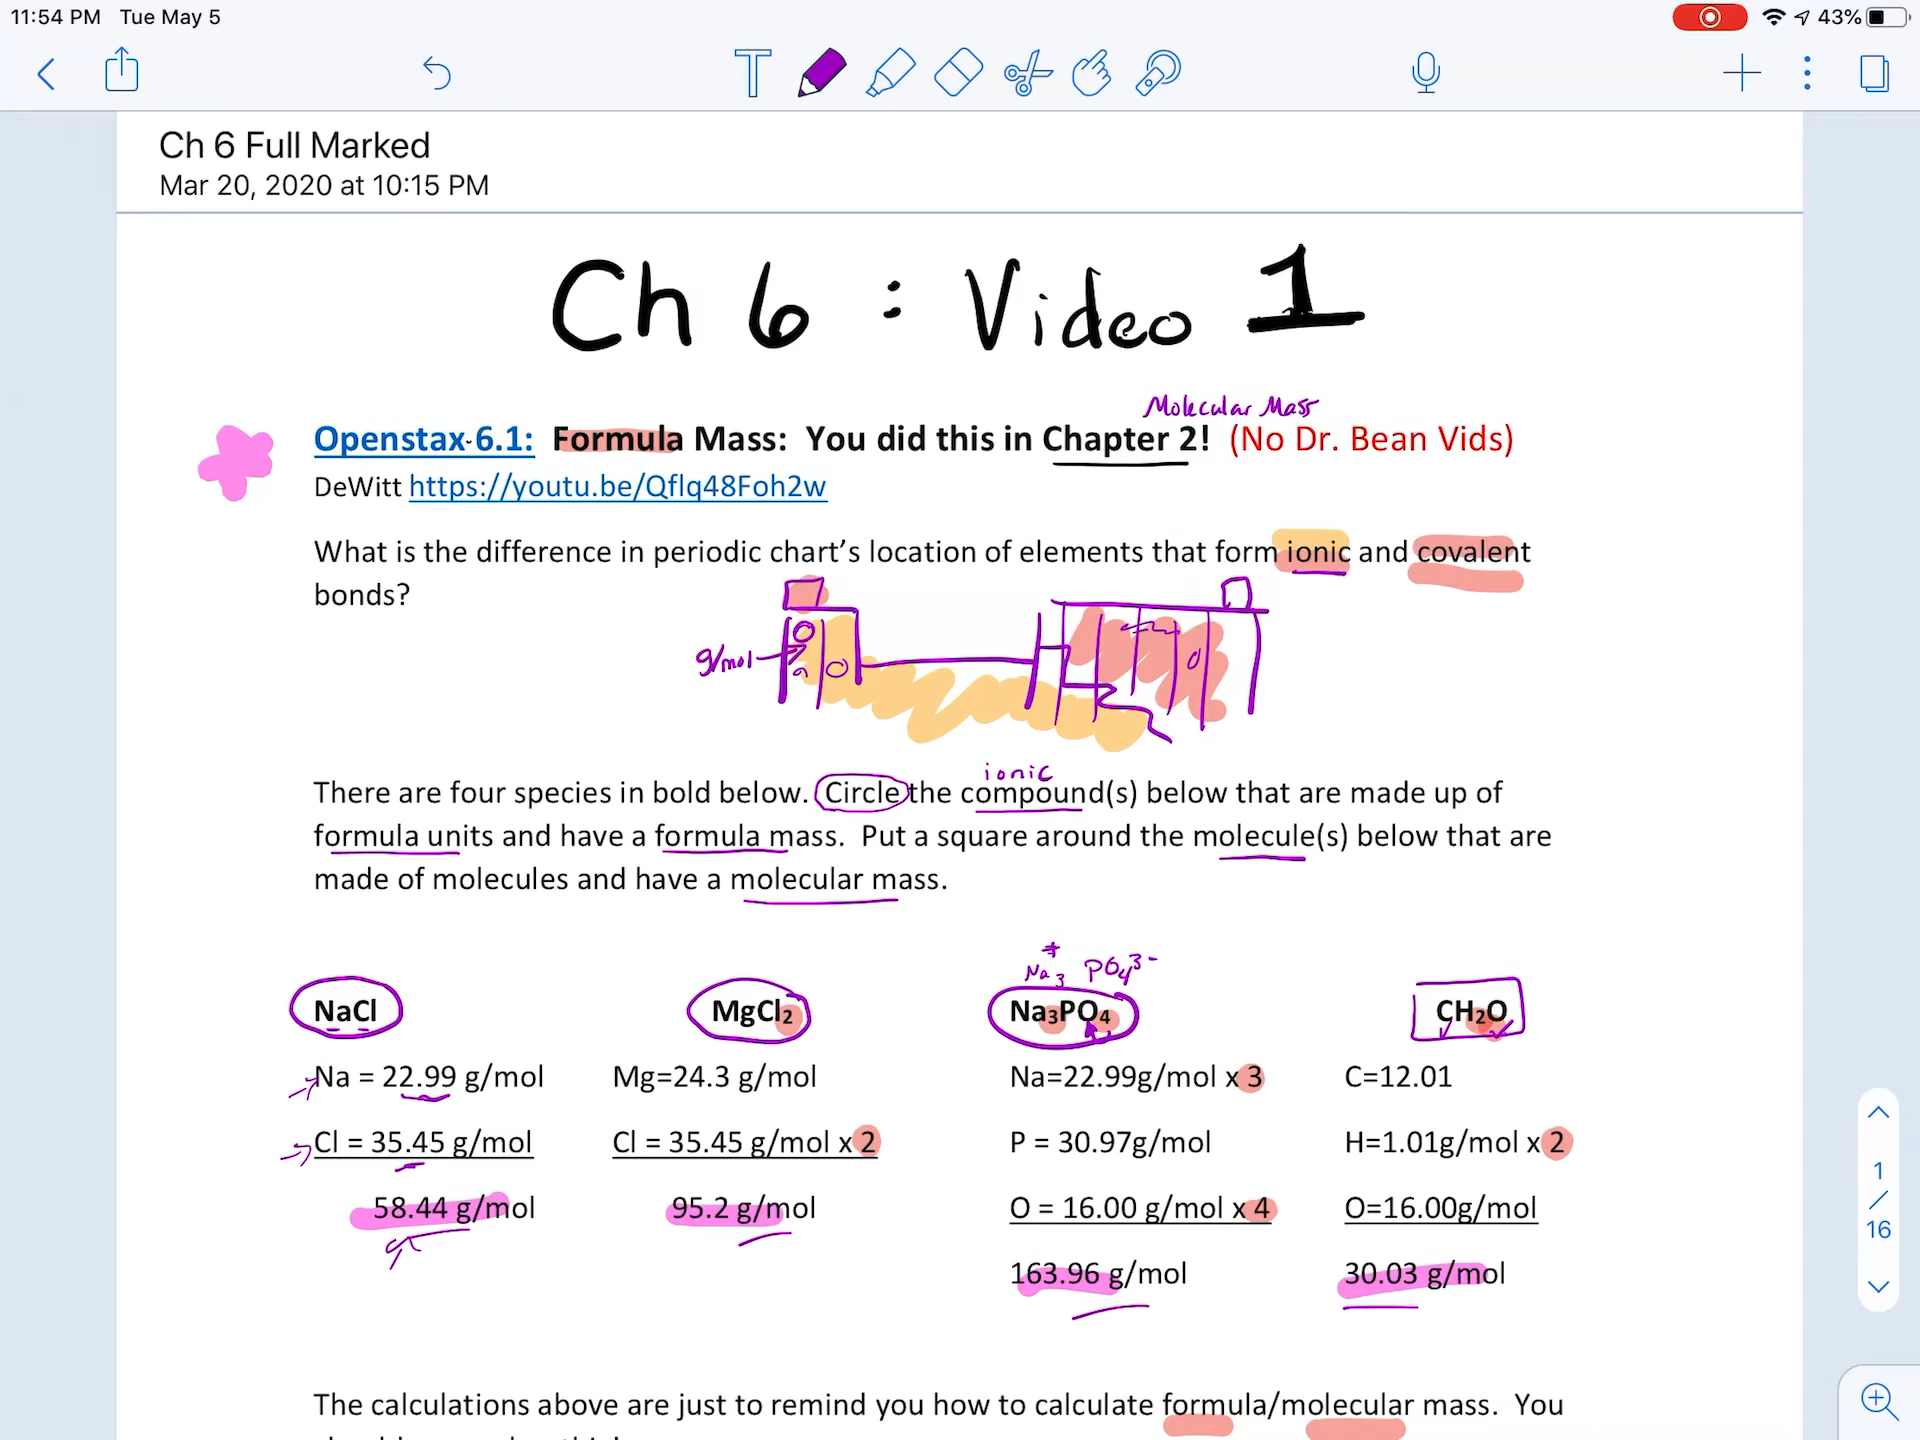 11:54 PM Tue May 5 43%
T
Ch 6 Full Marked
Mar 20, 2020 at 10:15 PM
Ch 6 : Video 1
Molecular Mass
Openstax 6.1: Formula Mass: You did this in Chapter 2! (No Dr. Bean Vids)
DeWitt https://youtu.be/Qflq48Foh2w
What is the difference in periodic chart’s location of elements that form ionic and covalent
bonds?
g/mol
ionic
There are four species in bold below. Circle the compound(s) below that are made up of
formula units and have a formula mass. Put a square around the molecule(s) below that are
made of molecules and have a molecular mass.
Na₃⁺ PO₄³⁻
NaCl MgCl₂ Na₃PO₄ CH₂O
Na = 22.99 g/mol Mg=24.3 g/mol Na=22.99g/mol x 3 C=12.01
Cl = 35.45 g/mol Cl = 35.45 g/mol x 2 P = 30.97g/mol H=1.01g/mol x 2
58.44 g/mol 95.2 g/mol O = 16.00 g/mol x 4 O=16.00g/mol
163.96 g/mol 30.03 g/mol
1
/
16
The calculations above are just to remind you how to calculate formula/molecular mass. You